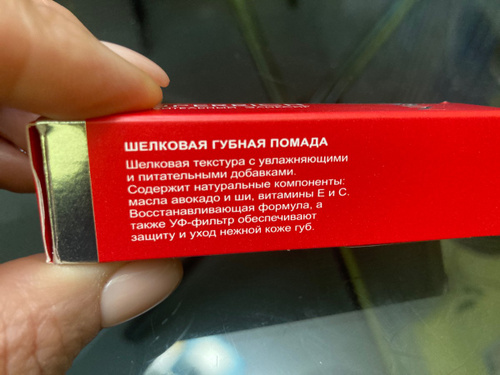 ШЕЛКОВАЯ ГУБНАЯ ПОМАДА
Шелковая текстура с увлажняющими
и питательными добавками.
Содержит натуральные компоненты:
масла авокадо и ши, витамины Е и С.
Восстанавливающая формула, а
также УФ-фильтр обеспечивают
защиту и уход нежной коже губ.